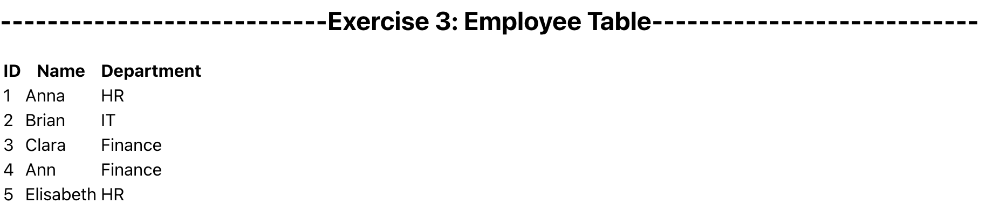 ----------------------------Exercise 3: Employee Table----------------------------
ID Name Department
1 Anna HR
2 Brian IT
3 Clara Finance
4 Ann Finance
5 Elisabeth HR